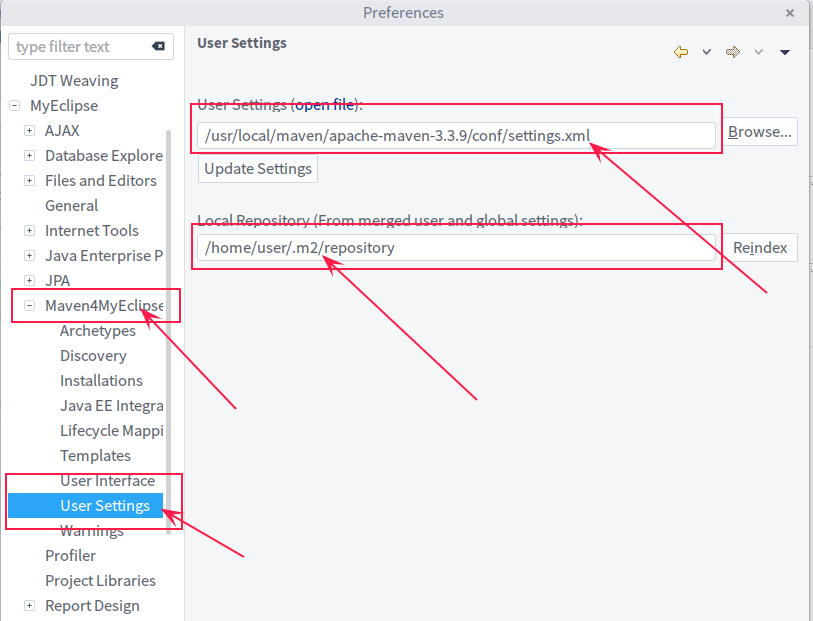 Preferences
type filter text
JDT Weaving
MyEclipse
AJAX
Database Explore
Files and Editors
General
Internet Tools
Java Enterprise P
JPA
Maven4MyEclipse
Archetypes
Discovery
Installations
Java EE Integra
Lifecycle Mappi
Templates
User Interface
User Settings
Warnings
Profiler
Project Libraries
Report Design
User Settings
User Settings (open file):
/usr/local/maven/apache-maven-3.3.9/conf/settings.xml
Browse...
Update Settings
Local Repository (From merged user and global settings):
/home/user/.m2/repository
Reindex